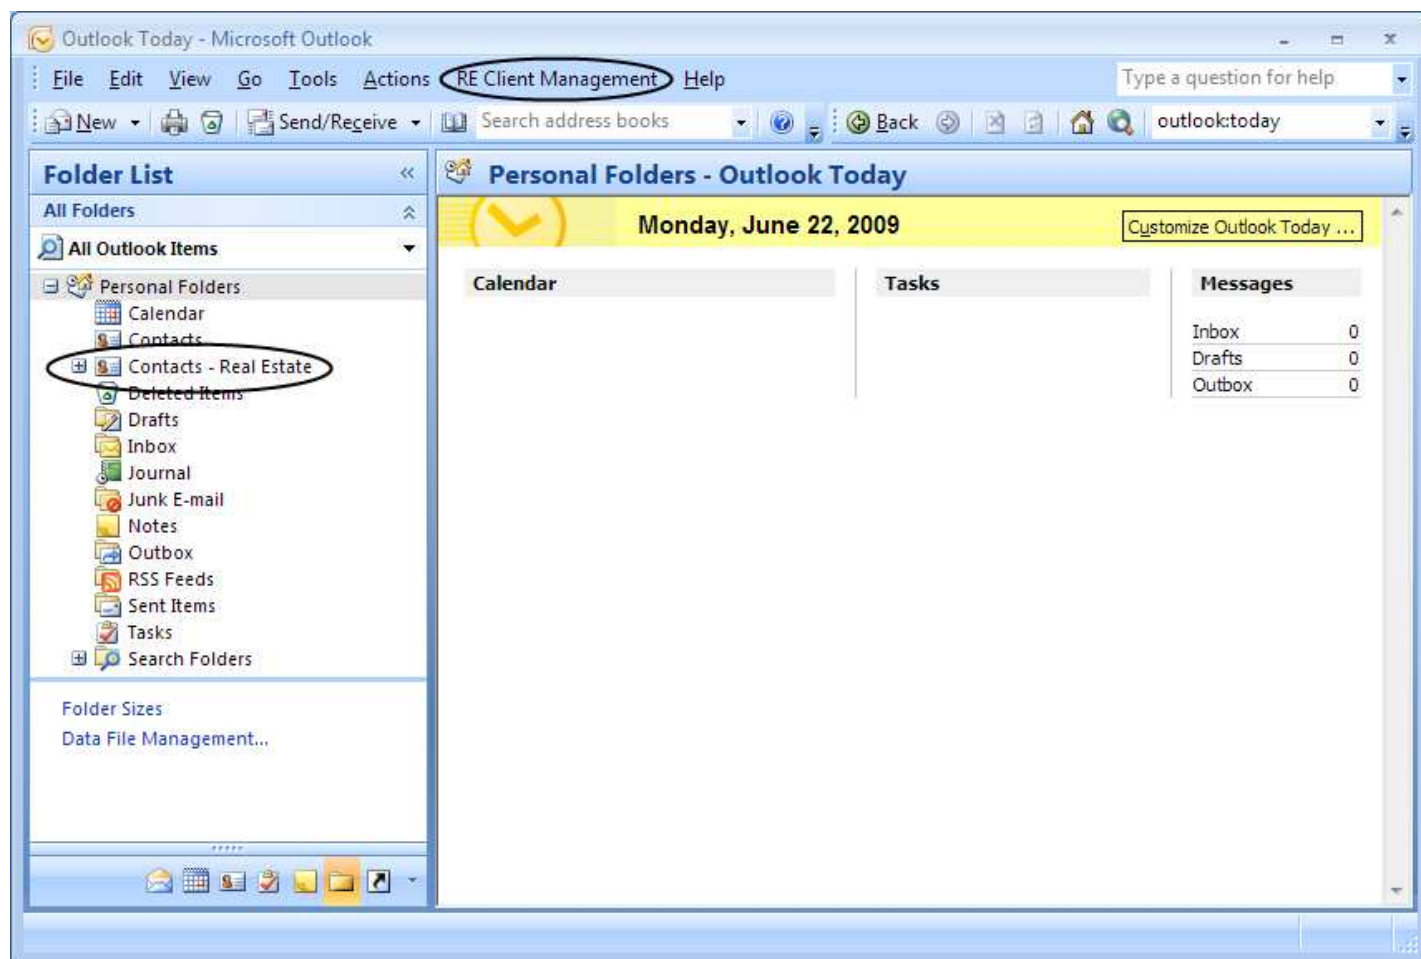 Outlook Today - Microsoft Outlook
File Edit View Go Tools Actions RE Client Management Help Type a question for help
New Send/Receive Search address books Back outlook:today
Folder List «
All Folders
All Outlook Items
Personal Folders
Calendar
Contacts
Contacts - Real Estate
Deleted Items
Drafts
Inbox
Journal
Junk E-mail
Notes
Outbox
RSS Feeds
Sent Items
Tasks
Search Folders
Folder Sizes
Data File Management...
Personal Folders - Outlook Today
Monday, June 22, 2009
Customize Outlook Today ...
Calendar
Tasks
Messages
Inbox 0
Drafts 0
Outbox 0